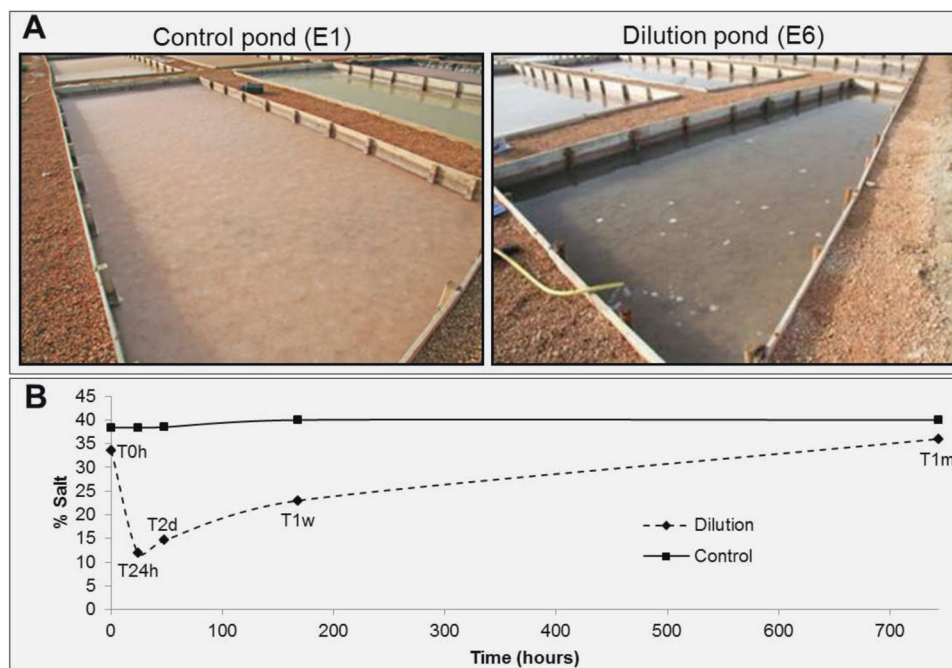 A
Control pond (E1)
Dilution pond (E6)
B
45
40
35
30
25
20
15
10
5
0
% Salt
T0h
T24h
T2d
T1w
T1m
Dilution
Control
0 100 200 300 400 500 600 700
Time (hours)